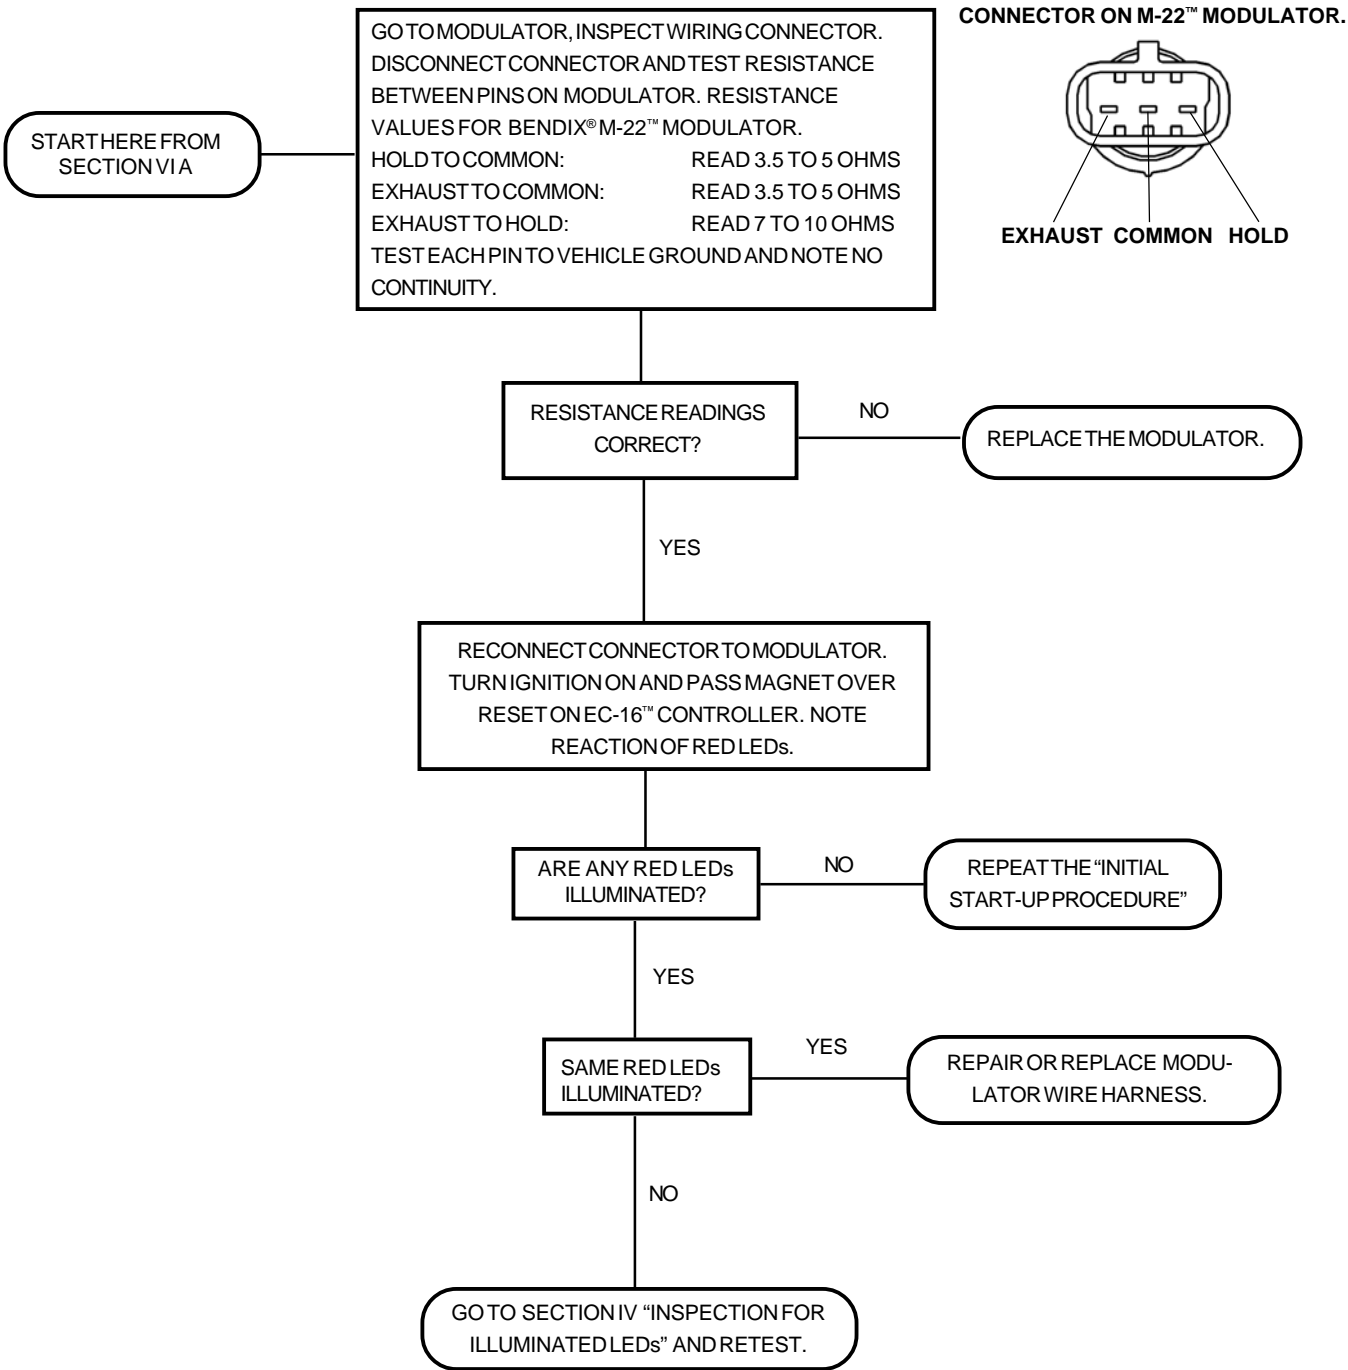 CONNECTOR ON M-22™ MODULATOR.
EXHAUST COMMON HOLD
START HERE FROM
SECTION VI A
GO TO MODULATOR, INSPECT WIRING CONNECTOR.
DISCONNECT CONNECTOR AND TEST RESISTANCE
BETWEEN PINS ON MODULATOR. RESISTANCE
VALUES FOR BENDIX® M-22™ MODULATOR.
HOLD TO COMMON: READ 3.5 TO 5 OHMS
EXHAUST TO COMMON: READ 3.5 TO 5 OHMS
EXHAUST TO HOLD: READ 7 TO 10 OHMS
TEST EACH PIN TO VEHICLE GROUND AND NOTE NO
CONTINUITY.
RESISTANCE READINGS
CORRECT?
NO
REPLACE THE MODULATOR.
YES
RECONNECT CONNECTOR TO MODULATOR.
TURN IGNITION ON AND PASS MAGNET OVER
RESET ON EC-16™ CONTROLLER. NOTE
REACTION OF RED LEDs.
ARE ANY RED LEDs
ILLUMINATED?
NO
REPEAT THE “INITIAL
START-UP PROCEDURE”
YES
SAME RED LEDs
ILLUMINATED?
YES
REPAIR OR REPLACE MODU-
LATOR WIRE HARNESS.
NO
GO TO SECTION IV “INSPECTION FOR
ILLUMINATED LEDs” AND RETEST.